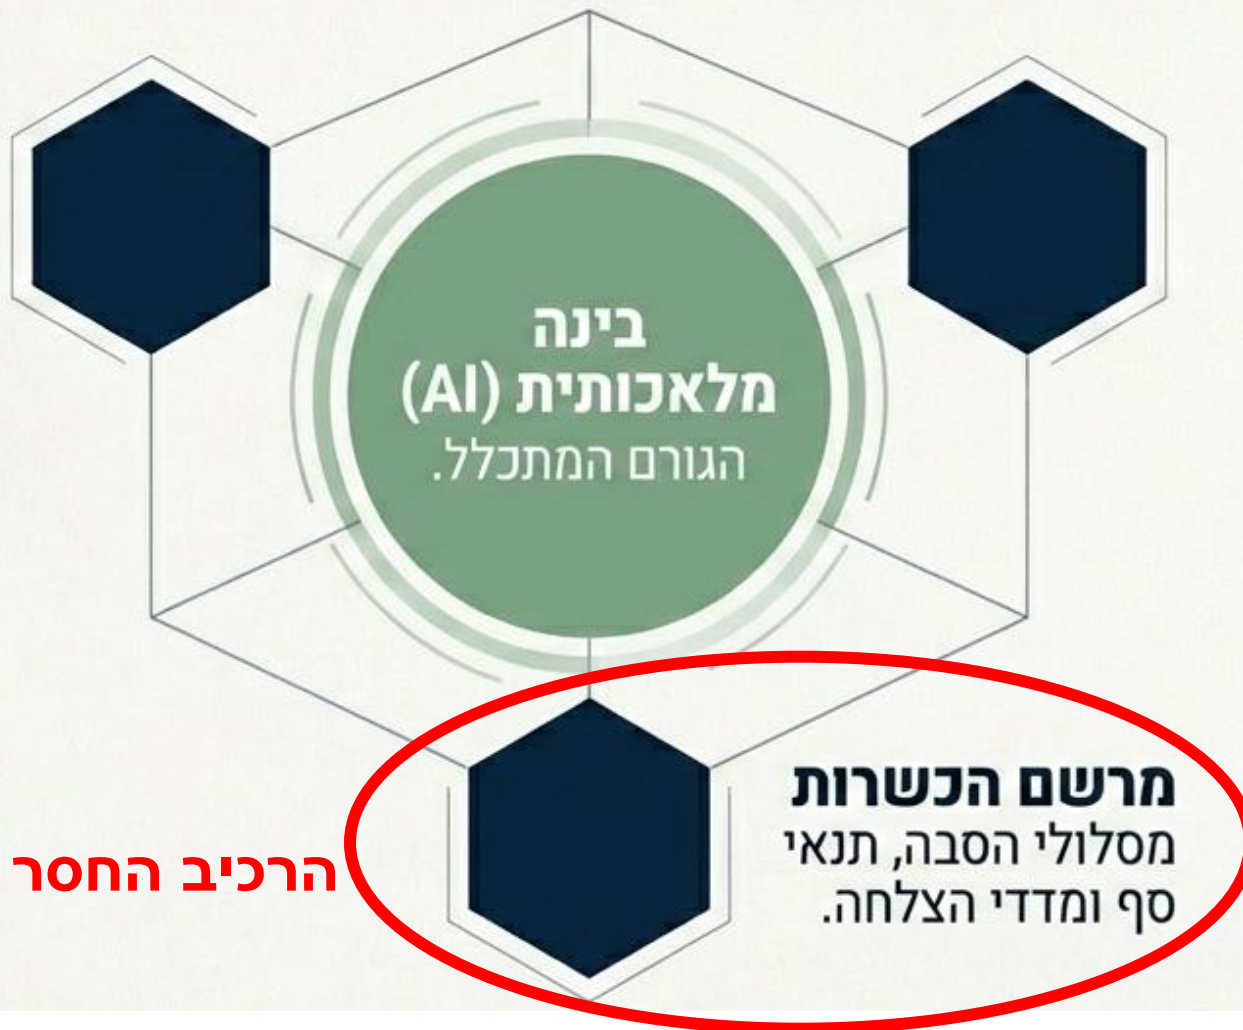 בינה
מלאכותית (AI)
הגורם המתכלל.
מרשם הכשרות
מסלולי הסבה, תנאי
סף ומדדי הצלחה.
הרכיב החסר